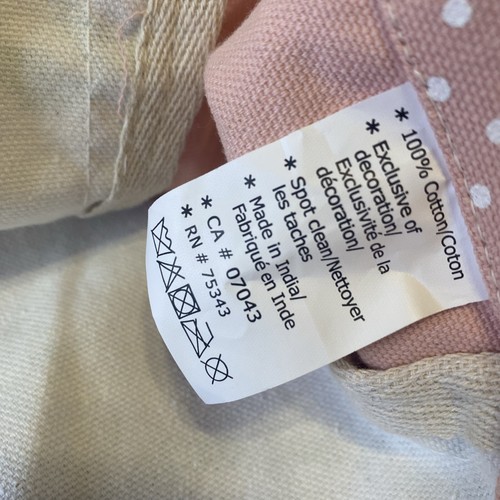 * 100% Cotton/Coton
* Exclusive of
decoration/
Exclusivité de la
décoration/
* Spot clean/Nettoyer
les taches
* Made in India/
Fabriqué en Inde
* CA # 07043
* RN # 75343